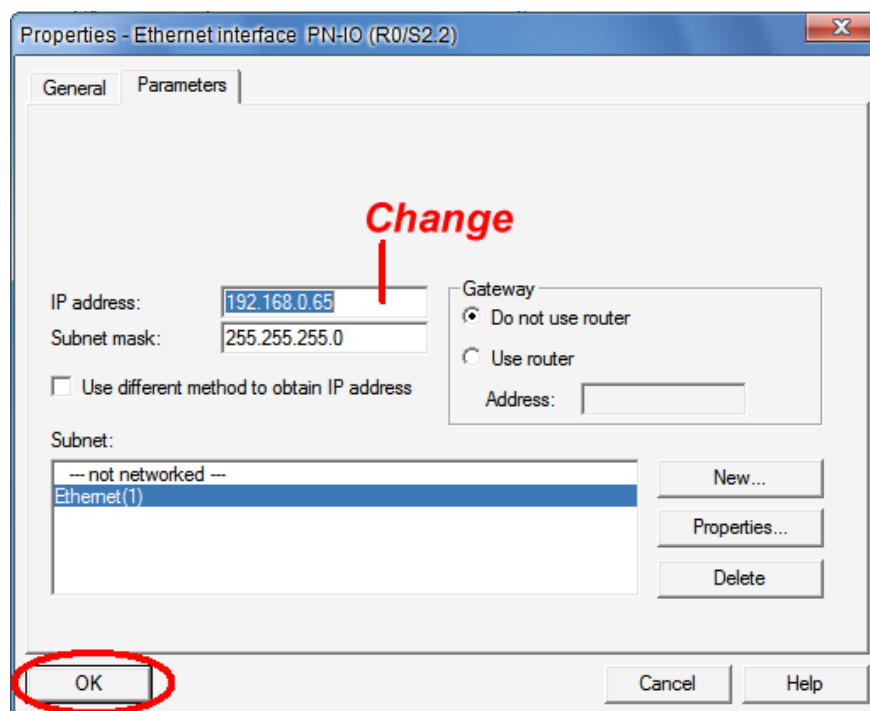 Properties - Ethernet interface PN-IO (R0/S2.2)
General Parameters
Change
IP address: 192.168.0.65
Subnet mask: 255.255.255.0
Use different method to obtain IP address
Gateway
Do not use router
Use router
Address:
Subnet:
--- not networked ---
Ethernet(1)
New...
Properties...
Delete
OK Cancel Help